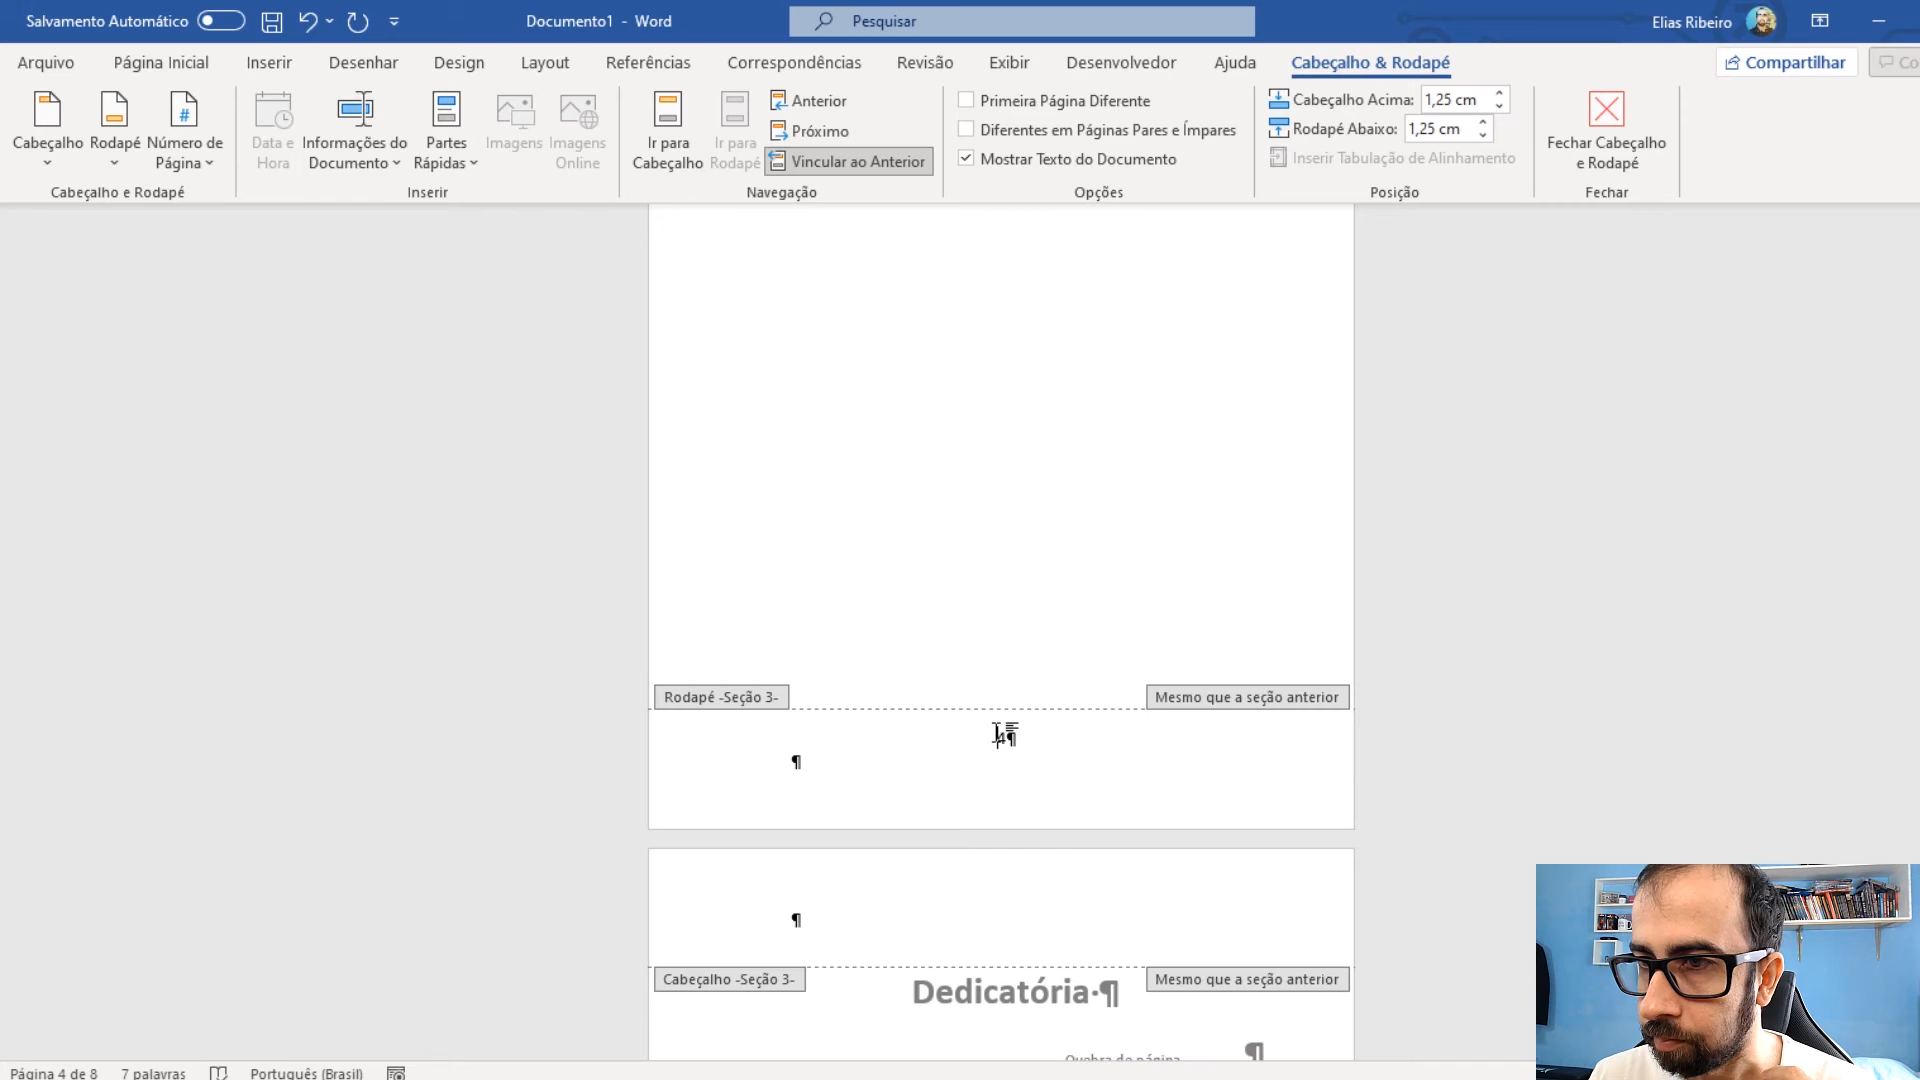 Salvamento Automático
Documento1 - Word
Pesquisar
Elias Ribeiro
Arquivo
Página Inicial
Inserir
Desenhar
Design
Layout
Referências
Correspondências
Revisão
Exibir
Desenvolvedor
Ajuda
Cabeçalho & Rodapé
Compartilhar
Co
Cabeçalho
Rodapé
Número de Página
Cabeçalho e Rodapé
Data e Hora
Informações do Documento
Partes Rápidas
Imagens
Imagens Online
Inserir
Ir para Cabeçalho
Ir para Rodapé
Anterior
Próximo
Vincular ao Anterior
Navegação
Primeira Página Diferente
Diferentes em Páginas Pares e Ímpares
Mostrar Texto do Documento
Opções
Cabeçalho Acima: 1,25 cm
Rodapé Abaixo: 1,25 cm
Inserir Tabulação de Alinhamento
Posição
Fechar Cabeçalho e Rodapé
Fechar
Rodapé -Seção 3-
Mesmo que a seção anterior
4¶
¶
¶
Cabeçalho -Seção 3-
Dedicatória·¶
Mesmo que a seção anterior
Quebra de página
¶
Página 4 de 8
7 palavras
Português (Brasil)